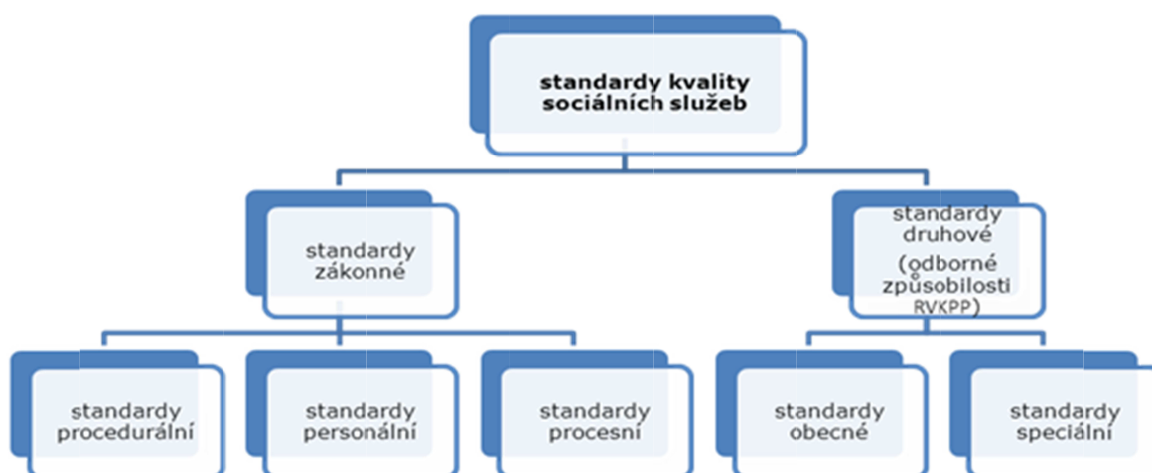 standardy kvality
sociálních služeb
standardy
zákonné
standardy
druhové
(odborné
způsobilosti
RVKPP)
standardy
procedurální
standardy
personální
standardy
procesní
standardy
obecné
standardy
speciální